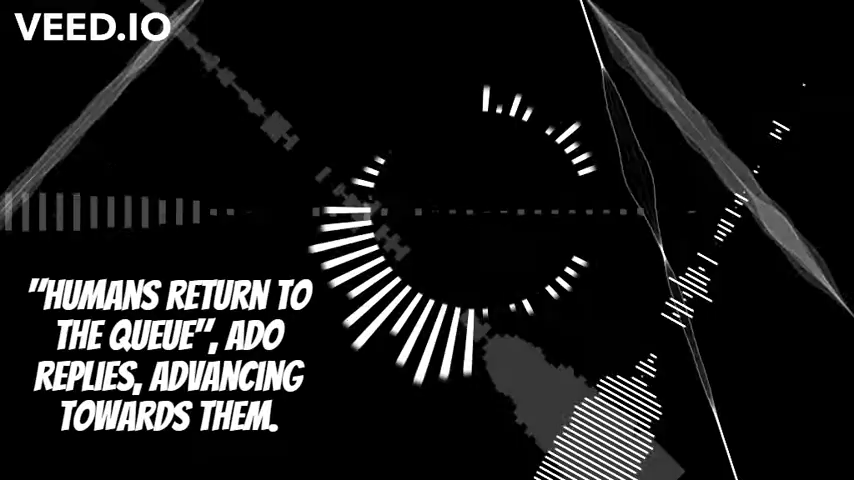 VEED.IO
"HUMANS RETURN TO
THE QUEUE", ADO
REPLIES, ADVANCING
TOWARDS THEM.